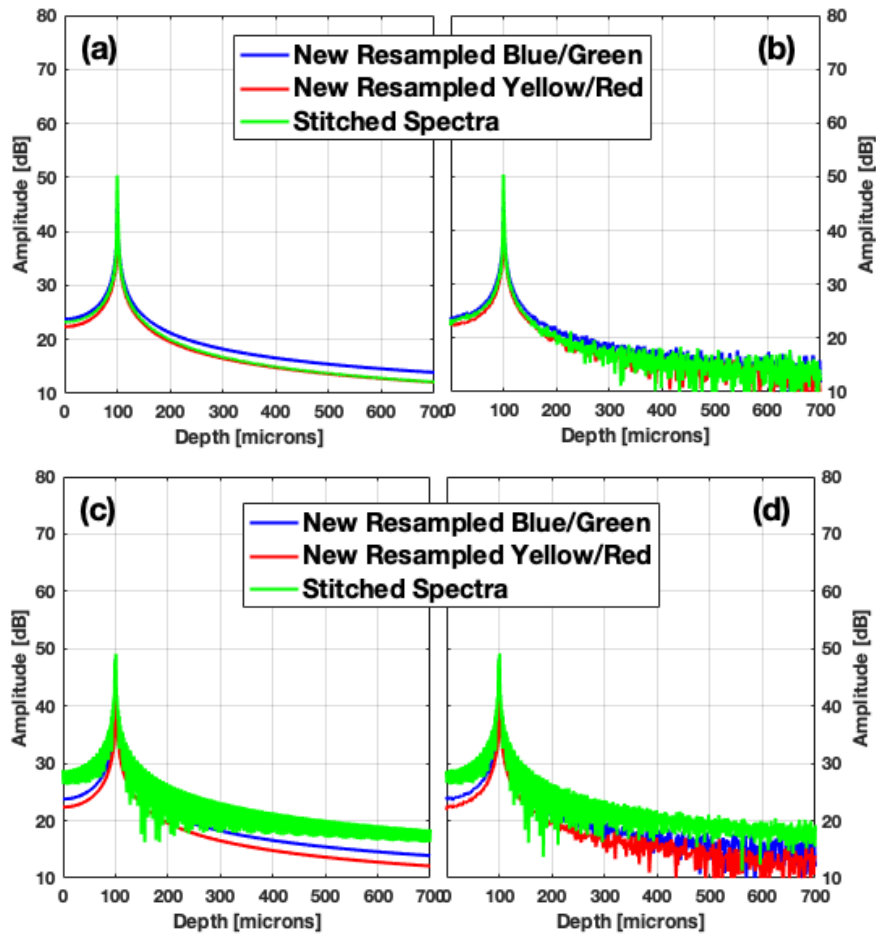 (a)
(b)
New Resampled Blue/Green
New Resampled Yellow/Red
Stitched Spectra
80
70
60
50
40
30
20
10
Amplitude [dB]
0 100 200 300 400 500 600 700
Depth [microns]
80
70
60
50
40
30
20
10
Amplitude [dB]
0 100 200 300 400 500 600 700
Depth [microns]
(c)
(d)
New Resampled Blue/Green
New Resampled Yellow/Red
Stitched Spectra
80
70
60
50
40
30
20
10
Amplitude [dB]
0 100 200 300 400 500 600 700
Depth [microns]
80
70
60
50
40
30
20
10
Amplitude [dB]
0 100 200 300 400 500 600 700
Depth [microns]